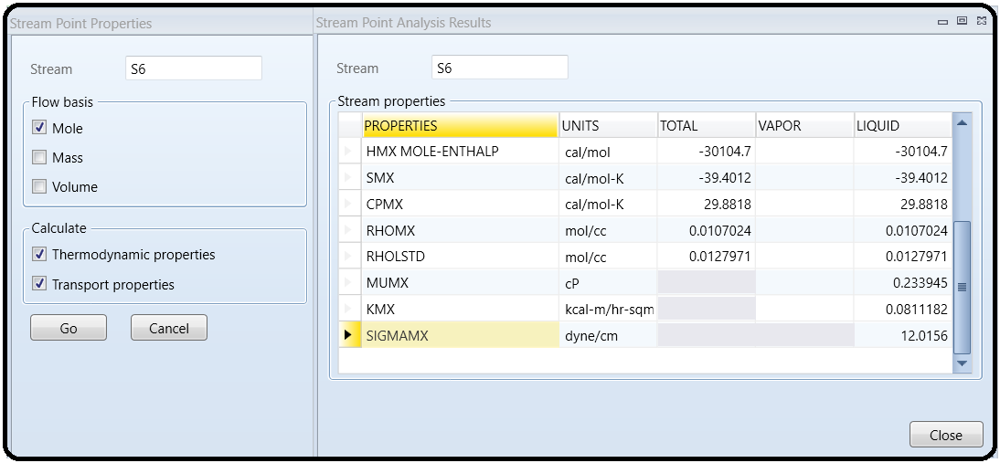 Stream Point Properties
Stream S6
Flow basis
Mole
Mass
Volume
Calculate
Thermodynamic properties
Transport properties
Go Cancel
Stream Point Analysis Results
Stream S6
Stream properties
PROPERTIES UNITS TOTAL VAPOR LIQUID
HMX MOLE-ENTHALP cal/mol -30104.7 -30104.7
SMX cal/mol-K -39.4012 -39.4012
CPMX cal/mol-K 29.8818 29.8818
RHOMX mol/cc 0.0107024 0.0107024
RHOLSTD mol/cc 0.0127971 0.0127971
MUMX cP 0.233945
KMX kcal-m/hr-sqm 0.0811182
SIGMAMX dyne/cm 12.0156
Close